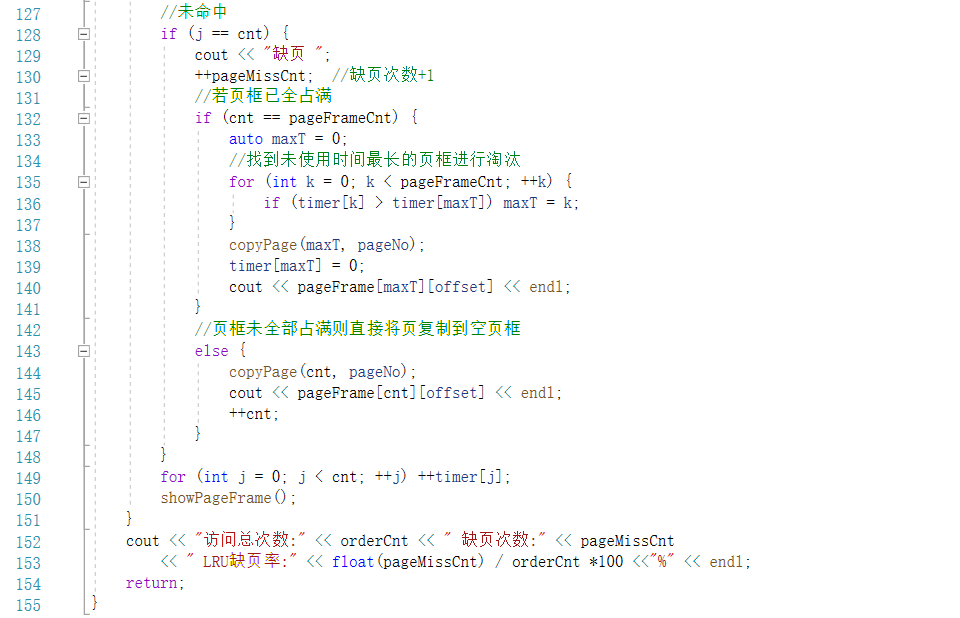 127 //未命中
128 if (j == cnt) {
129 cout << "缺页 ";
130 ++pageMissCnt; //缺页次数+1
131 //若页框已全占满
132 if (cnt == pageFrameCnt) {
133 auto maxT = 0;
134 //找到未使用时间最长的页框进行淘汰
135 for (int k = 0; k < pageFrameCnt; ++k) {
136 if (timer[k] > timer[maxT]) maxT = k;
137 }
138 copyPage(maxT, pageNo);
139 timer[maxT] = 0;
140 cout << pageFrame[maxT][offset] << endl;
141 }
142 //页框未全部占满则直接将页复制到空页框
143 else {
144 copyPage(cnt, pageNo);
145 cout << pageFrame[cnt][offset] << endl;
146 ++cnt;
147 }
148 }
149 for (int j = 0; j < cnt; ++j) ++timer[j];
150 showPageFrame();
151 }
152 cout << "访问总次数:" << orderCnt << " 缺页次数:" << pageMissCnt
153 << " LRU缺页率:" << float(pageMissCnt) / orderCnt *100 <<"%" << endl;
154 return;
155 }